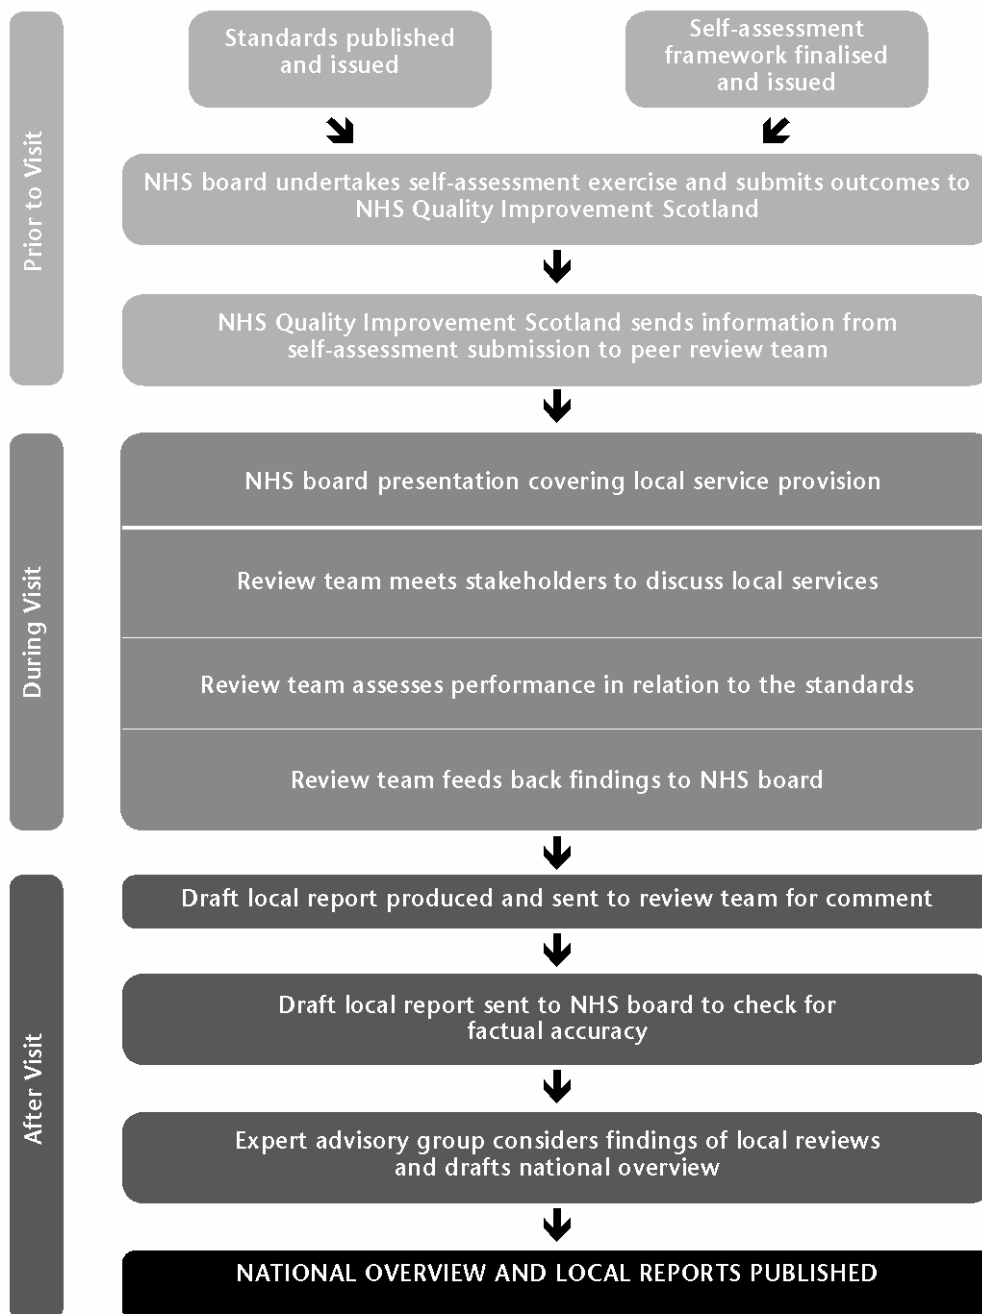 Prior to Visit
Standards published
and issued
Self-assessment
framework finalised
and issued
NHS board undertakes self-assessment exercise and submits outcomes to
NHS Quality Improvement Scotland
NHS Quality Improvement Scotland sends information from
self-assessment submission to peer review team
During Visit
NHS board presentation covering local service provision
Review team meets stakeholders to discuss local services
Review team assesses performance in relation to the standards
Review team feeds back findings to NHS board
After Visit
Draft local report produced and sent to review team for comment
Draft local report sent to NHS board to check for
factual accuracy
Expert advisory group considers findings of local reviews
and drafts national overview
NATIONAL OVERVIEW AND LOCAL REPORTS PUBLISHED